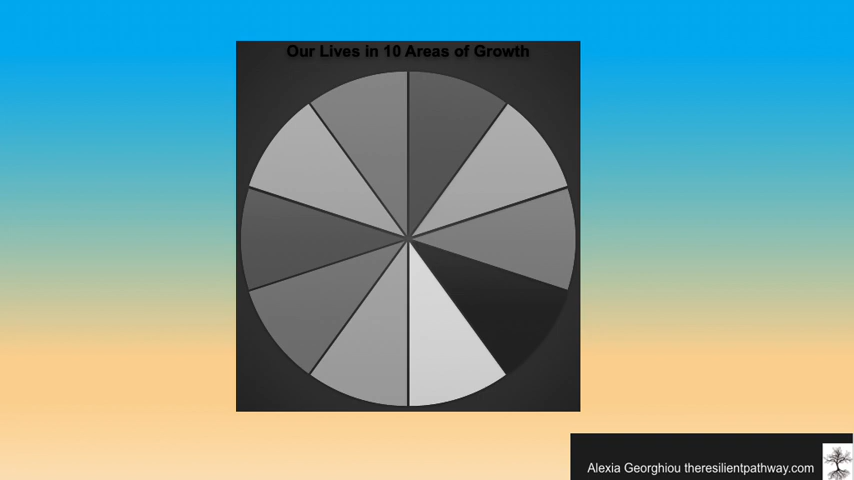 Our Lives in 10 Areas of Growth
Alexia Georghiou theresilientpathway.com